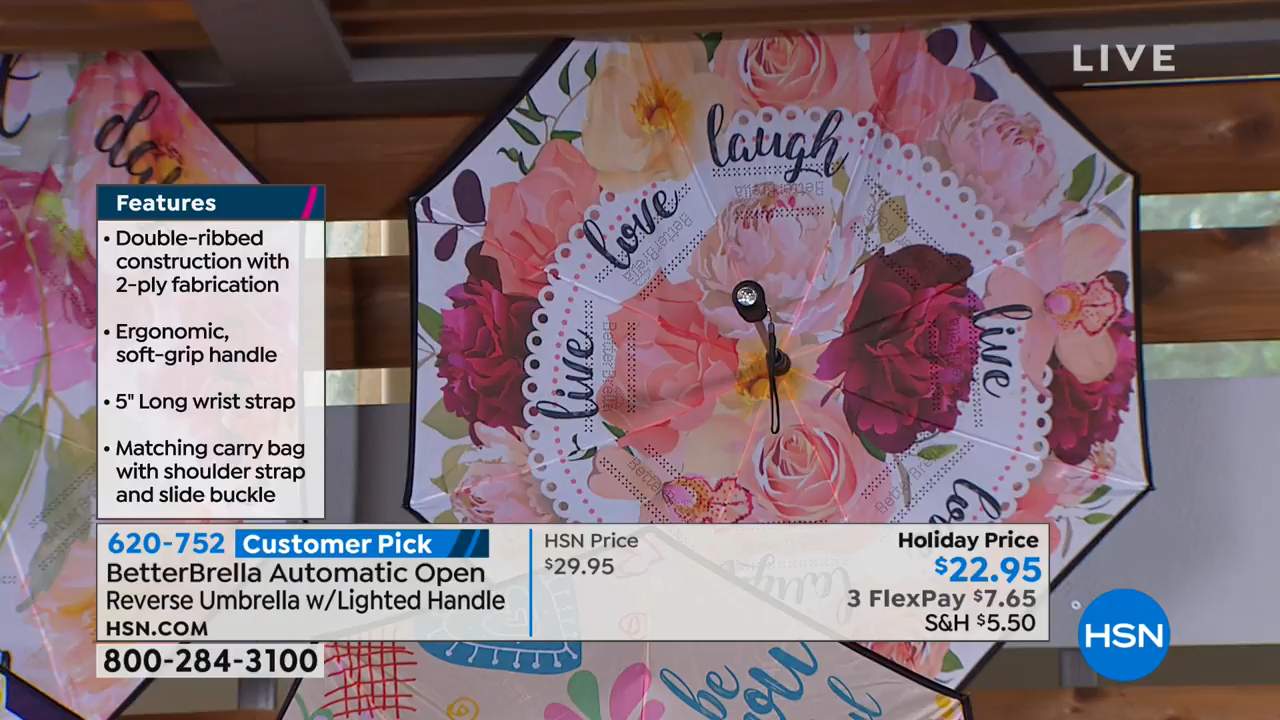 LIVE
laugh
love
live
live
BetterBrella
Features
• Double-ribbed
construction with
2-ply fabrication
• Ergonomic,
soft-grip handle
• 5" Long wrist strap
• Matching carry bag
with shoulder strap
and slide buckle
620-752 Customer Pick
BetterBrella Automatic Open
Reverse Umbrella w/Lighted Handle
HSN.COM
HSN Price
$29.95
Holiday Price
$22.95
3 FlexPay $7.65
S&H $5.50
800-284-3100
HSN
be
you